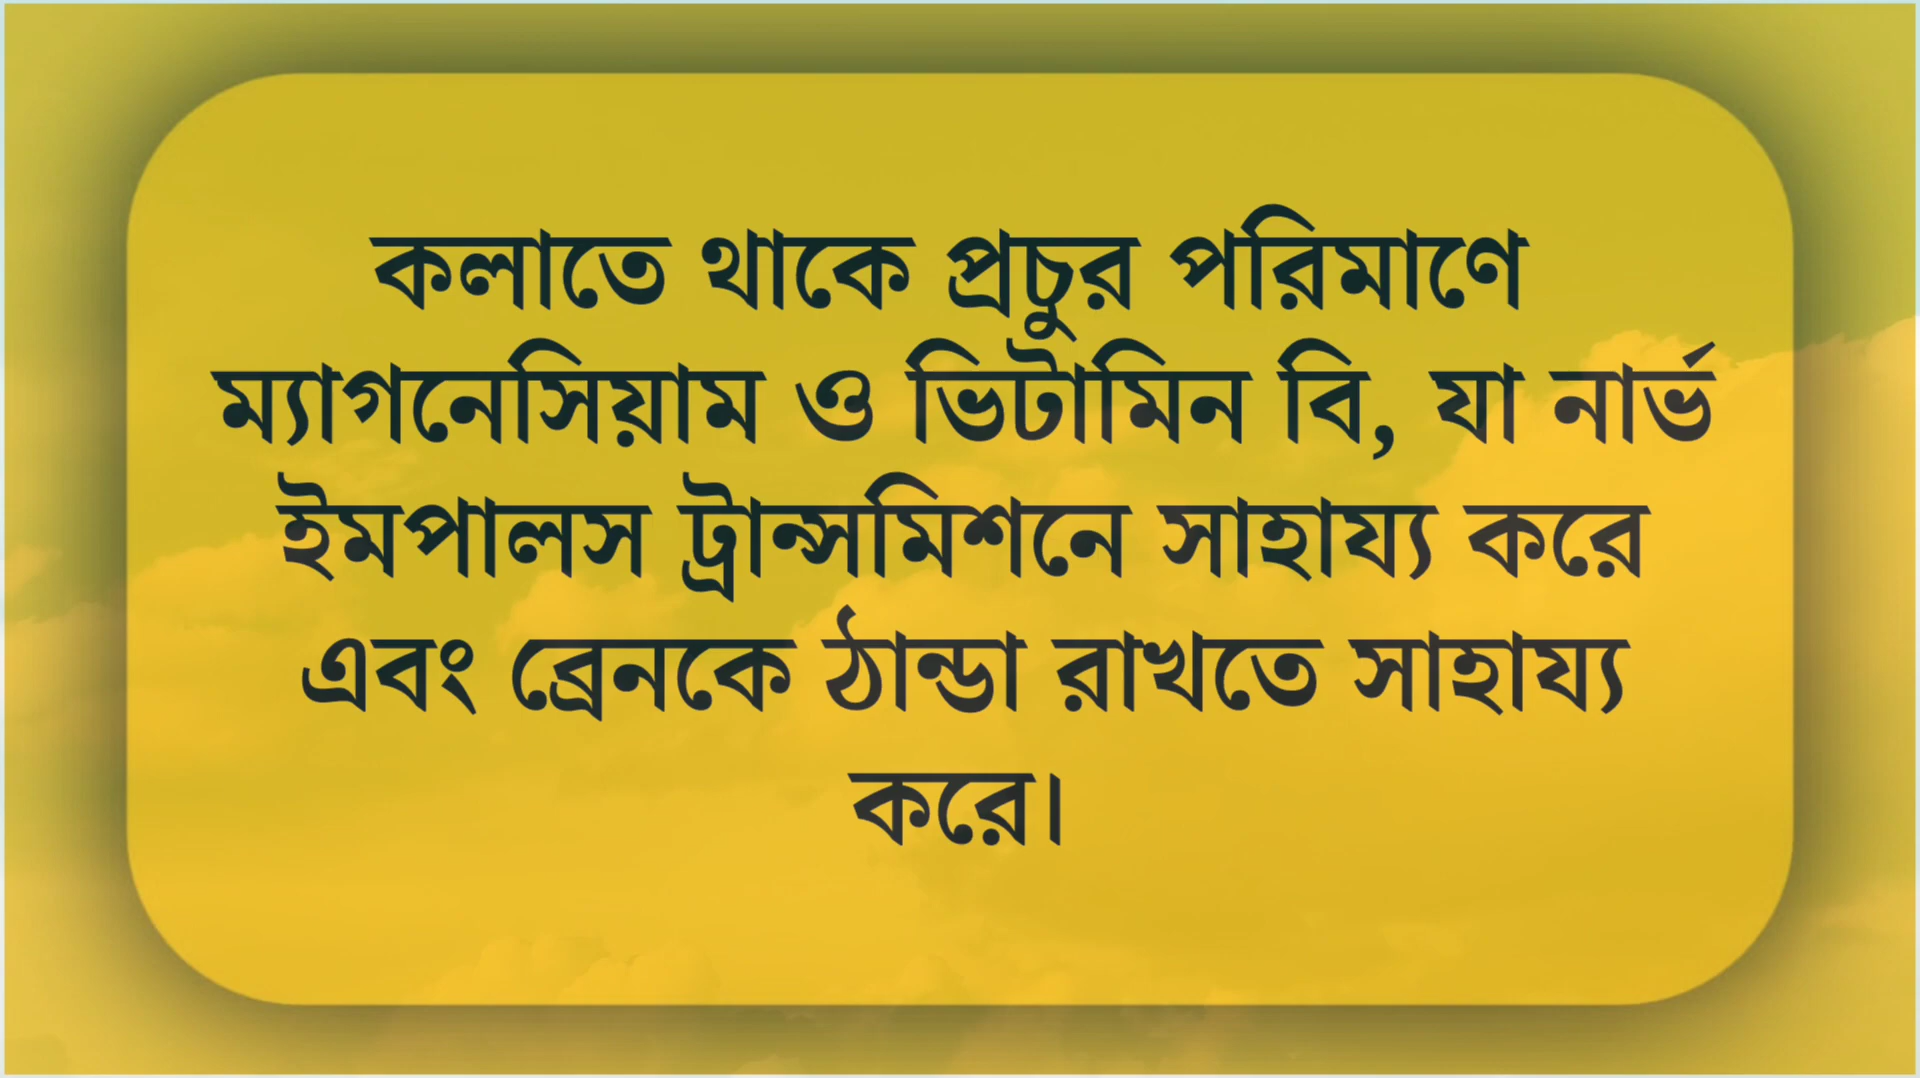 কলাতে থাকে প্রচুর পরিমাণে
ম্যাগনেসিয়াম ও ভিটামিন বি, যা নার্ভ
ইমপালস ট্রান্সমিশনে সাহায্য করে
এবং ব্রেনকে ঠান্ডা রাখতে সাহায্য
করে।